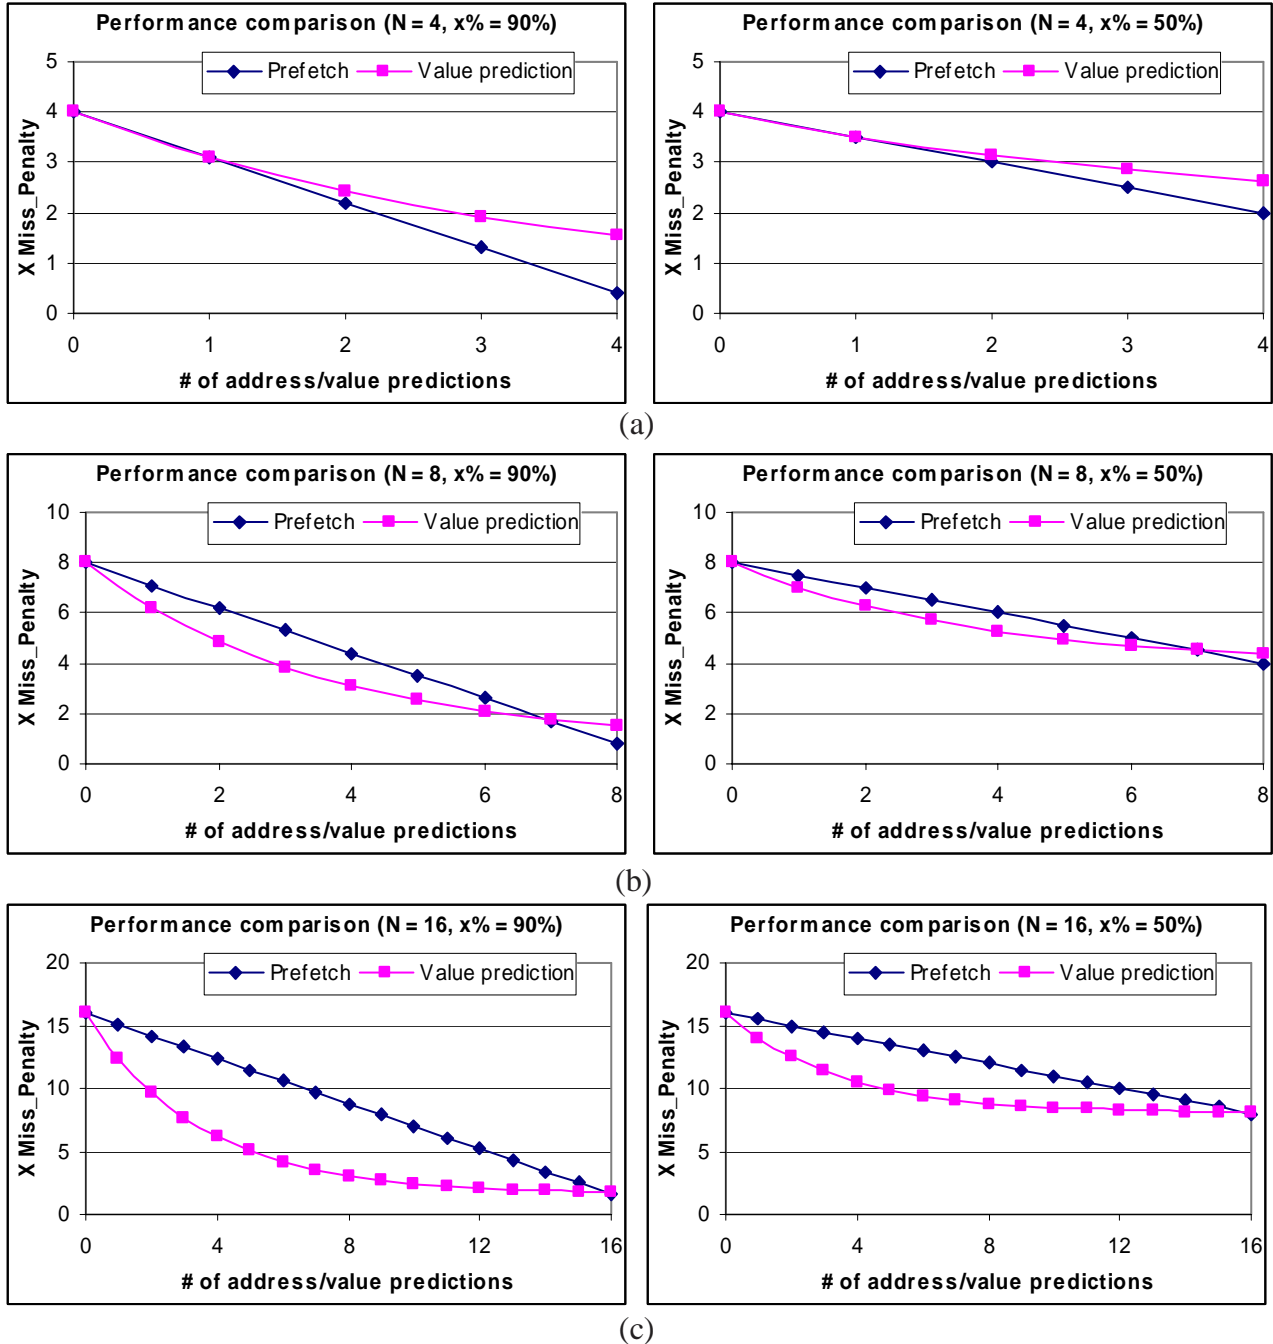 Performance comparison (N = 4, x% = 90%)
Prefetch Value prediction
5
4
3
2
1
0
X Miss_Penalty
0 1 2 3 4
# of address/value predictions
Performance comparison (N = 4, x% = 50%)
Prefetch Value prediction
5
4
3
2
1
0
X Miss_Penalty
0 1 2 3 4
# of address/value predictions
(a)
Performance comparison (N = 8, x% = 90%)
Prefetch Value prediction
10
8
6
4
2
0
X Miss_Penalty
0 2 4 6 8
# of address/value predictions
Performance comparison (N = 8, x% = 50%)
Prefetch Value prediction
10
8
6
4
2
0
X Miss_Penalty
0 2 4 6 8
# of address/value predictions
(b)
Performance comparison (N = 16, x% = 90%)
Prefetch Value prediction
20
15
10
5
0
X Miss_Penalty
0 4 8 12 16
# of address/value predictions
Performance comparison (N = 16, x% = 50%)
Prefetch Value prediction
20
15
10
5
0
X Miss_Penalty
0 4 8 12 16
# of address/value predictions
(c)